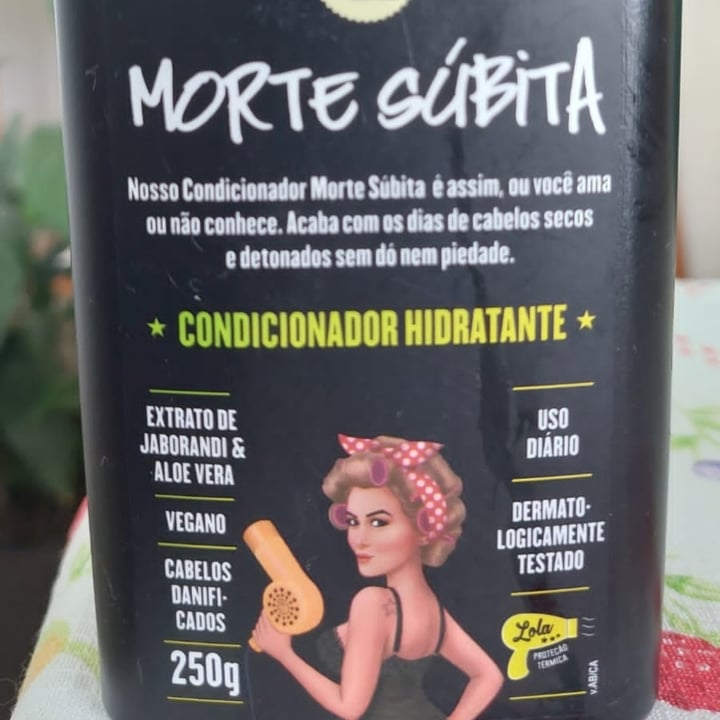 MORTE SÚBITA
Nosso Condicionador Morte Súbita é assim, ou você ama
ou não conhece. Acaba com os dias de cabelos secos
e detonados sem dó nem piedade.
★ CONDICIONADOR HIDRATANTE ★
EXTRATO DE
JABORANDI &
ALOE VERA
VEGANO
CABELOS
DANIFI-
CADOS
250g
USO
DIÁRIO
DERMATO-
LOGICAMENTE
TESTADO
Lola
PROTEÇÃO
TÉRMICA
V.ABICA